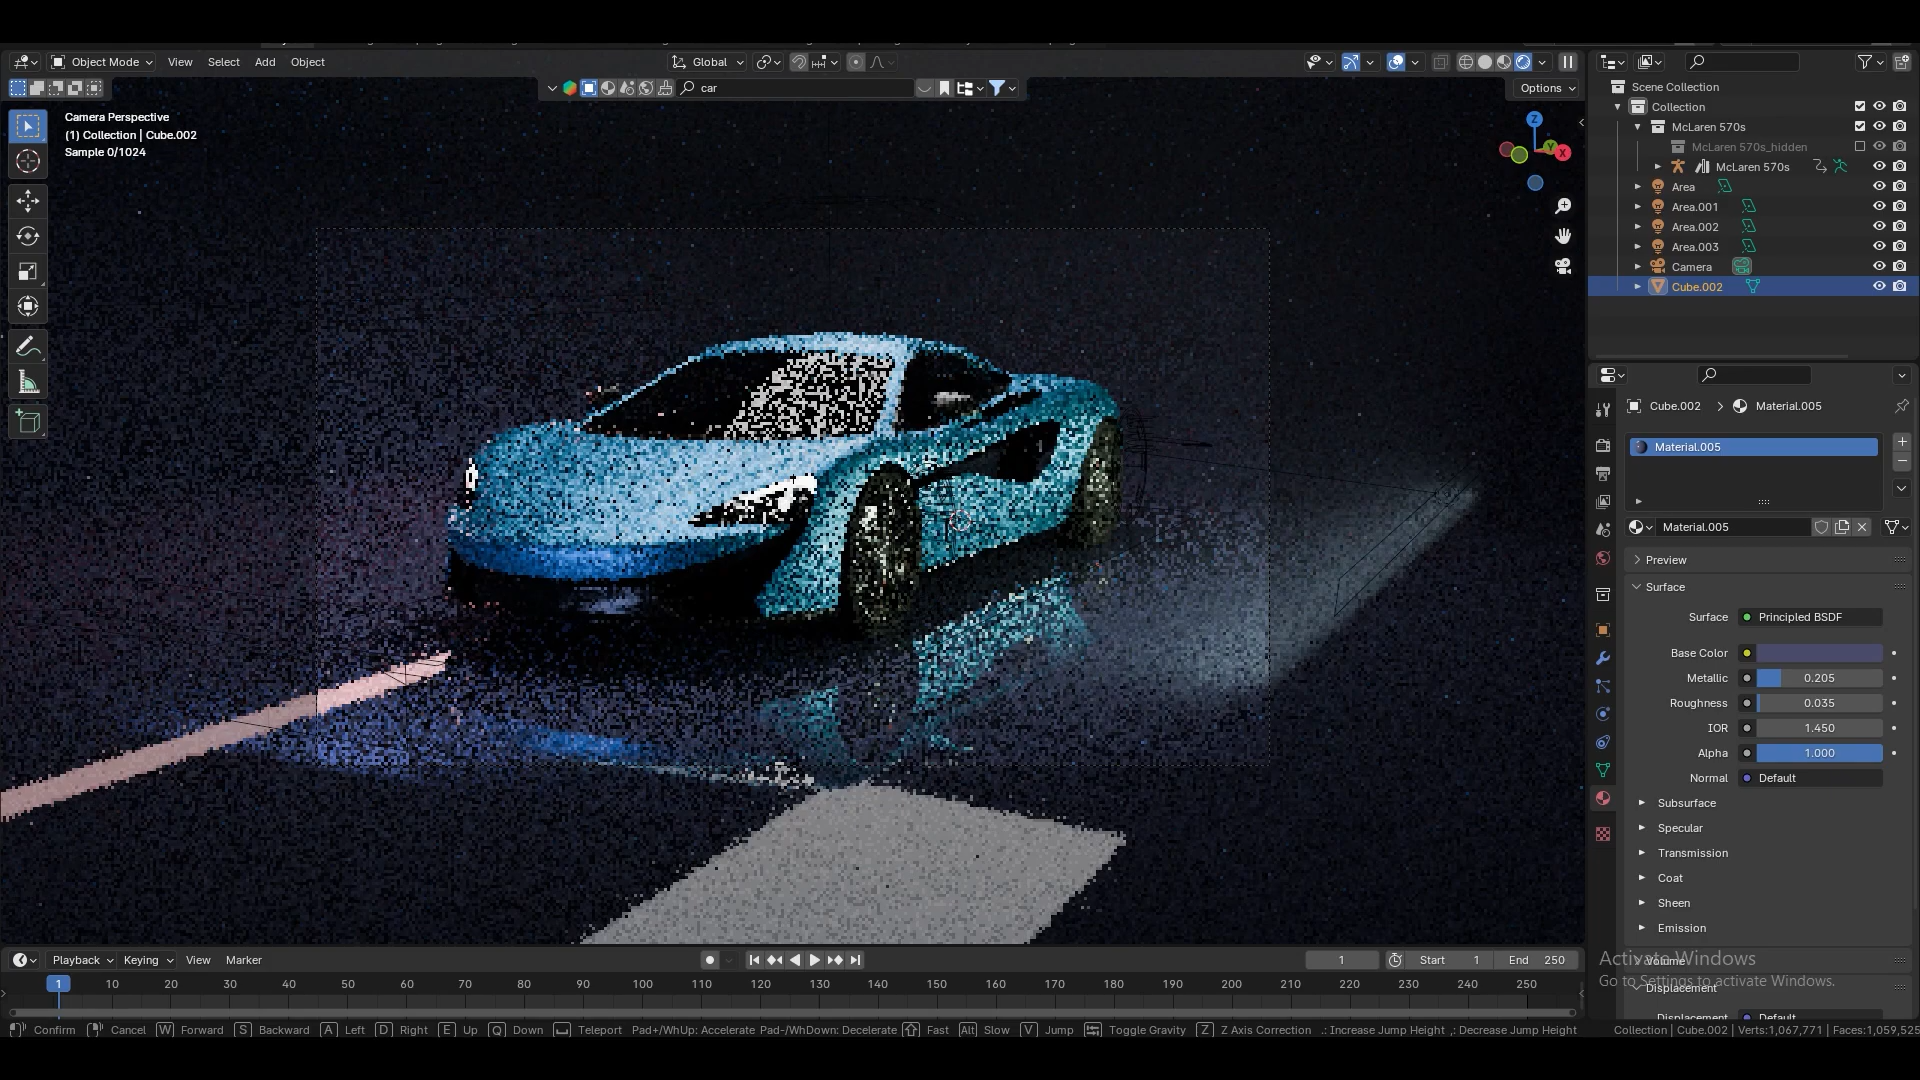 Object Mode View Select Add Object Global
car Options
Camera Perspective
(1) Collection | Cube.002
Sample 0/1024
Z
Y
X
Scene Collection
Collection
McLaren 570s
McLaren 570s_hidden
McLaren 570s
Area
Area.001
Area.002
Area.003
Camera
Cube.002
Cube.002 > Material.005
Material.005
Material.005
Preview
Surface
Surface Principled BSDF
Base Color
Metallic 0.205
Roughness 0.035
IOR 1.450
Alpha 1.000
Normal Default
Subsurface
Specular
Transmission
Coat
Sheen
Emission
Volume
Activate Windows
Go to Settings to activate Windows.
Displacement
Displacement Default
Playback Keying View Marker 1 Start 1 End 250
1 10 20 30 40 50 60 70 80 90 100 110 120 130 140 150 160 170 180 190 200 210 220 230 240 250
Confirm Cancel W Forward S Backward A Left D Right E Up Q Down Teleport Pad+/WhUp: Accelerate Pad-/WhDown: Decelerate Fast Alt Slow V Jump Toggle Gravity Z Z Axis Correction .: Increase Jump Height ,: Decrease Jump Height Collection | Cube.002 | Verts:1,067,771 | Faces:1,059,525